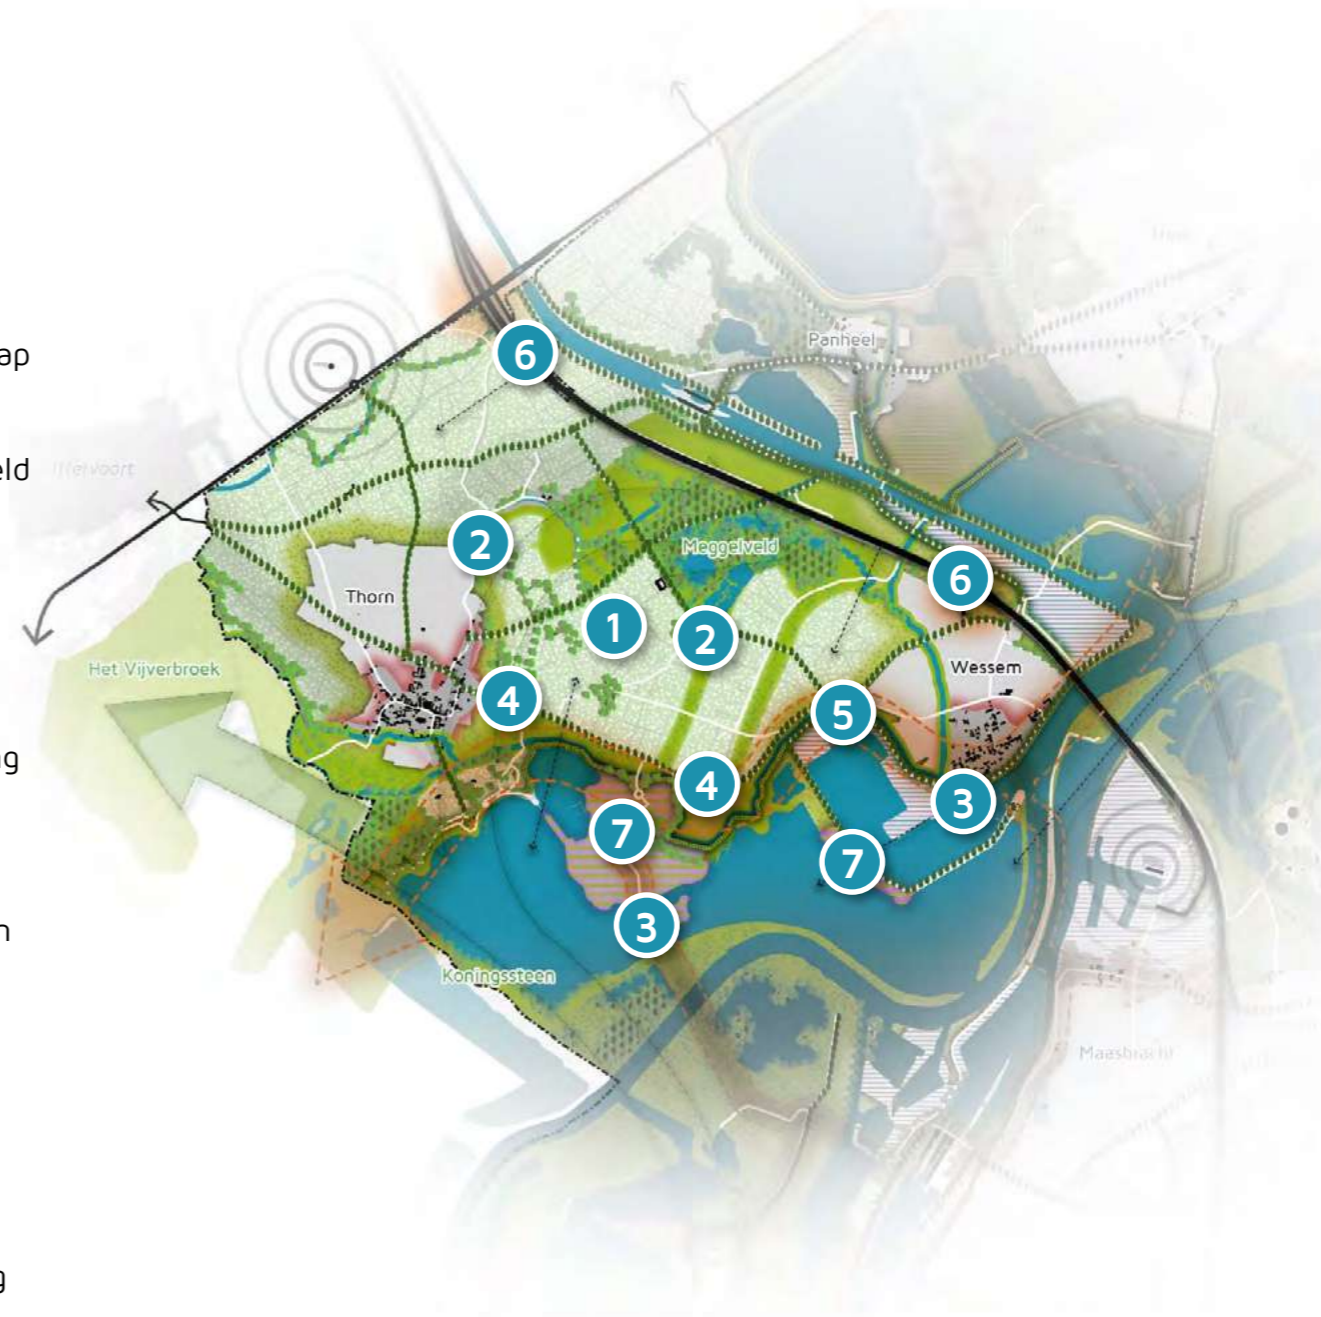 ap
6
Panheel
eld
Ittervoort
2
Meggelveld
6
Thorn
1
2
Het Vijverbroek
Wessem
4
5
ng
4
3
7
7
3
n
Koningssteen
Maasbracht
g